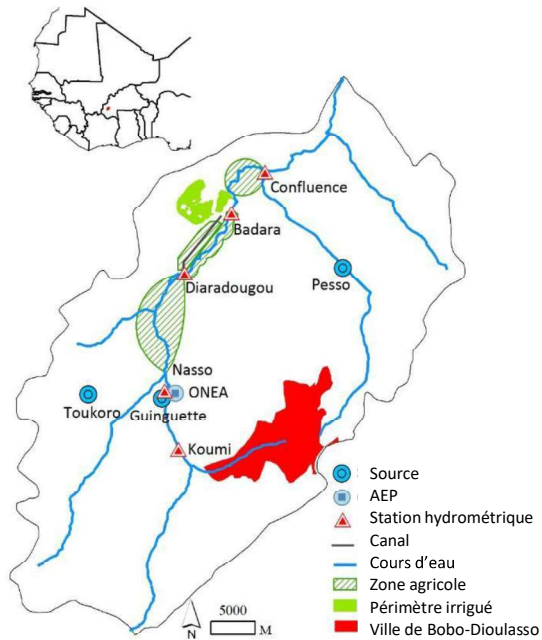 Confluence
Badara
Diaradougou
Pesso
Nasso
ONEA
Toukoro
Guinguette
Koumi
Source
AEP
Station hydrométrique
Canal
Cours d'eau
Zone agricole
Périmètre irrigué
Ville de Bobo-Dioulasso
5000
N
M